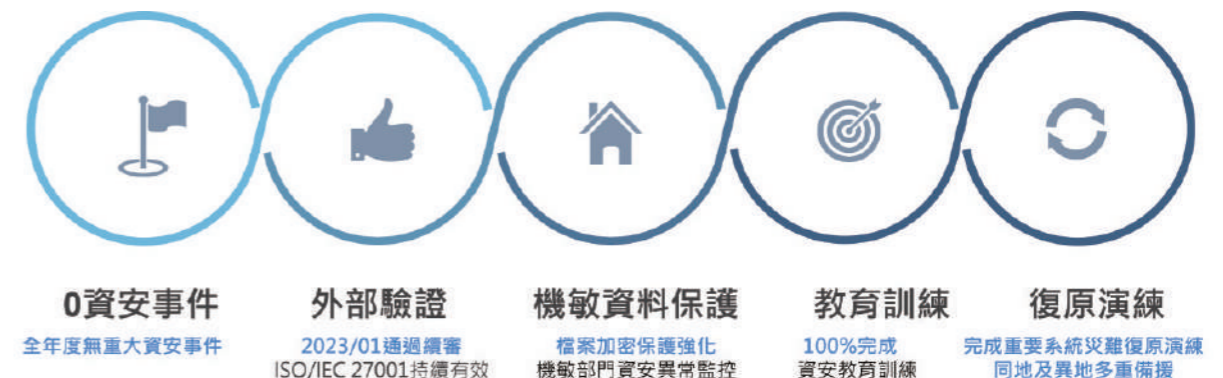 0資安事件
全年度無重大資安事件
外部驗證
2023/01通過續審
ISO/IEC 27001持續有效
機敏資料保護
檔案加密保護強化
機敏部門資安異常監控
教育訓練
100%完成
資安教育訓練
復原演練
完成重要系統災難復原演練
同地及異地多重備援